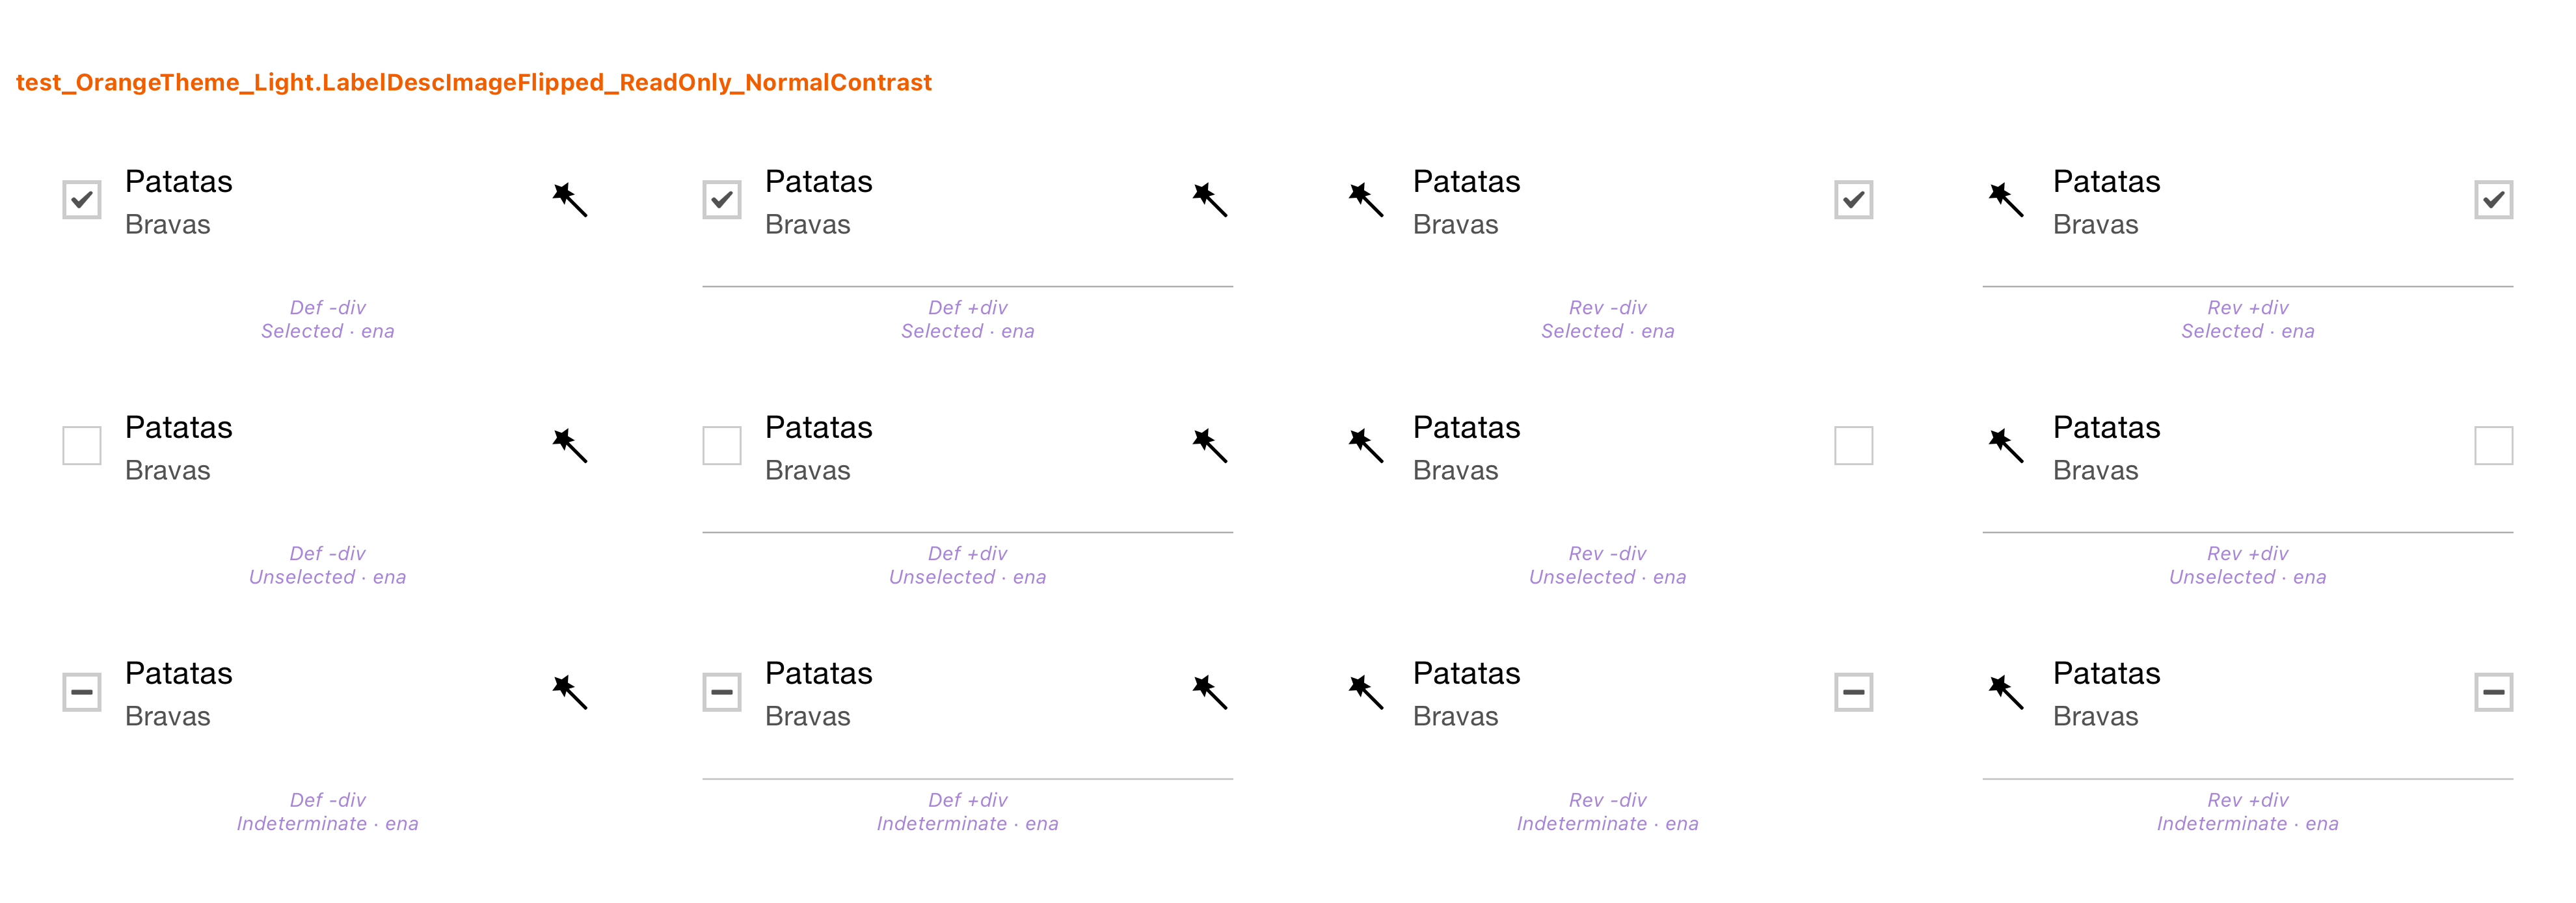 test_OrangeTheme_Light.LabelDescImageFlipped_ReadOnly_NormalContrast
Patatas
Bravas
Def -div
Selected · ena
Patatas
Bravas
Def +div
Selected · ena
Patatas
Bravas
Rev -div
Selected · ena
Patatas
Bravas
Rev +div
Selected · ena
Patatas
Bravas
Def -div
Unselected · ena
Patatas
Bravas
Def +div
Unselected · ena
Patatas
Bravas
Rev -div
Unselected · ena
Patatas
Bravas
Rev +div
Unselected · ena
Patatas
Bravas
Def -div
Indeterminate · ena
Patatas
Bravas
Def +div
Indeterminate · ena
Patatas
Bravas
Rev -div
Indeterminate · ena
Patatas
Bravas
Rev +div
Indeterminate · ena